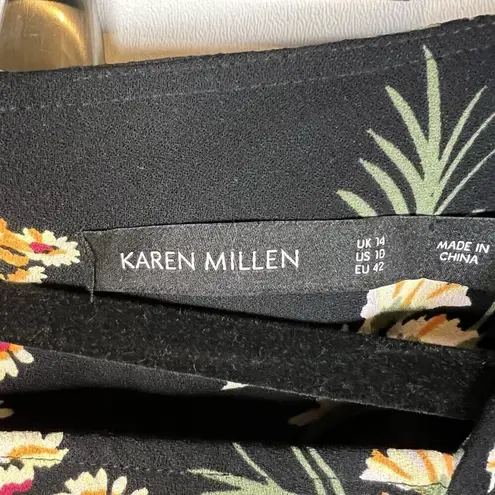 KAREN MILLEN
UK 14
US 10
EU 42
MADE IN
CHINA